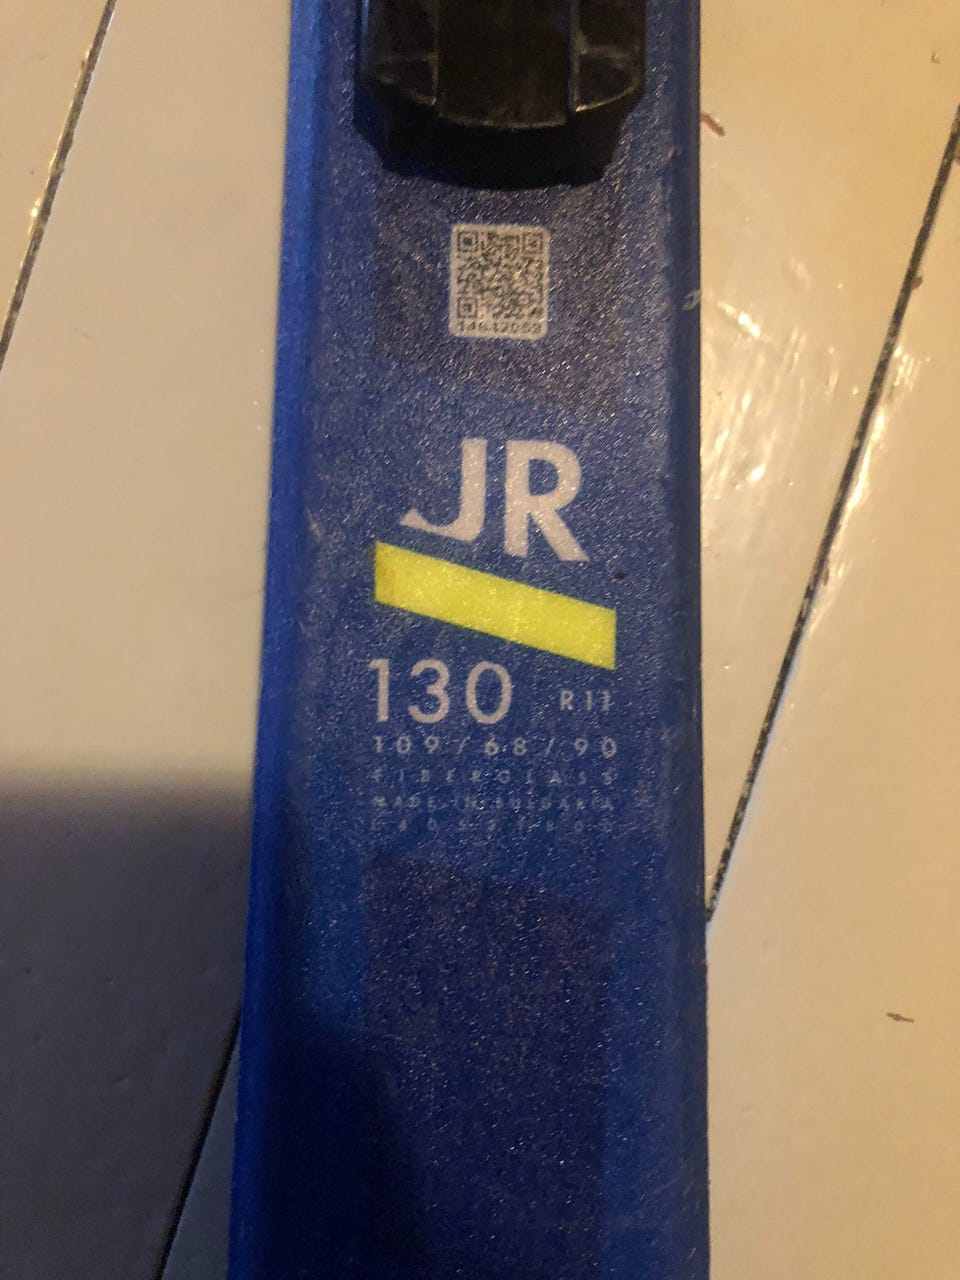 JR
130 R11
109/68/90
FIBERGLASS
MADE IN BULGARIA